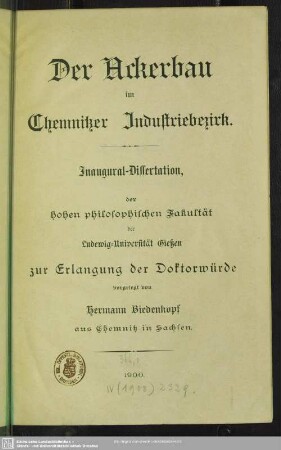 Der Ackerbau
im
Chemnitzer Industriebezirk.
Inaugural-Dissertation,
der
hohen philosophischen Fakultät
der
Ludewig-Universität Gießen
zur Erlangung der Doktorwürde
vorgelegt von
Hermann Biedenkopf
aus Chemnitz in Sachsen.
1900.